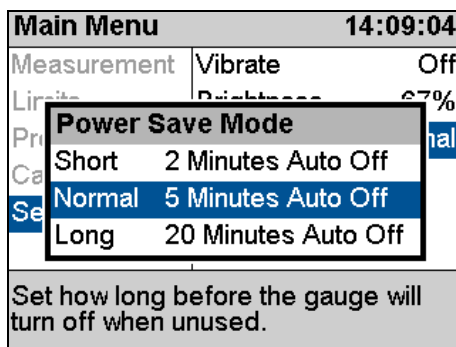 Main Menu 14:09:04
Measurement Vibrate Off
Power Save Mode
Short 2 Minutes Auto Off
Normal 5 Minutes Auto Off
Long 20 Minutes Auto Off
Set how long before the gauge will
turn off when unused.